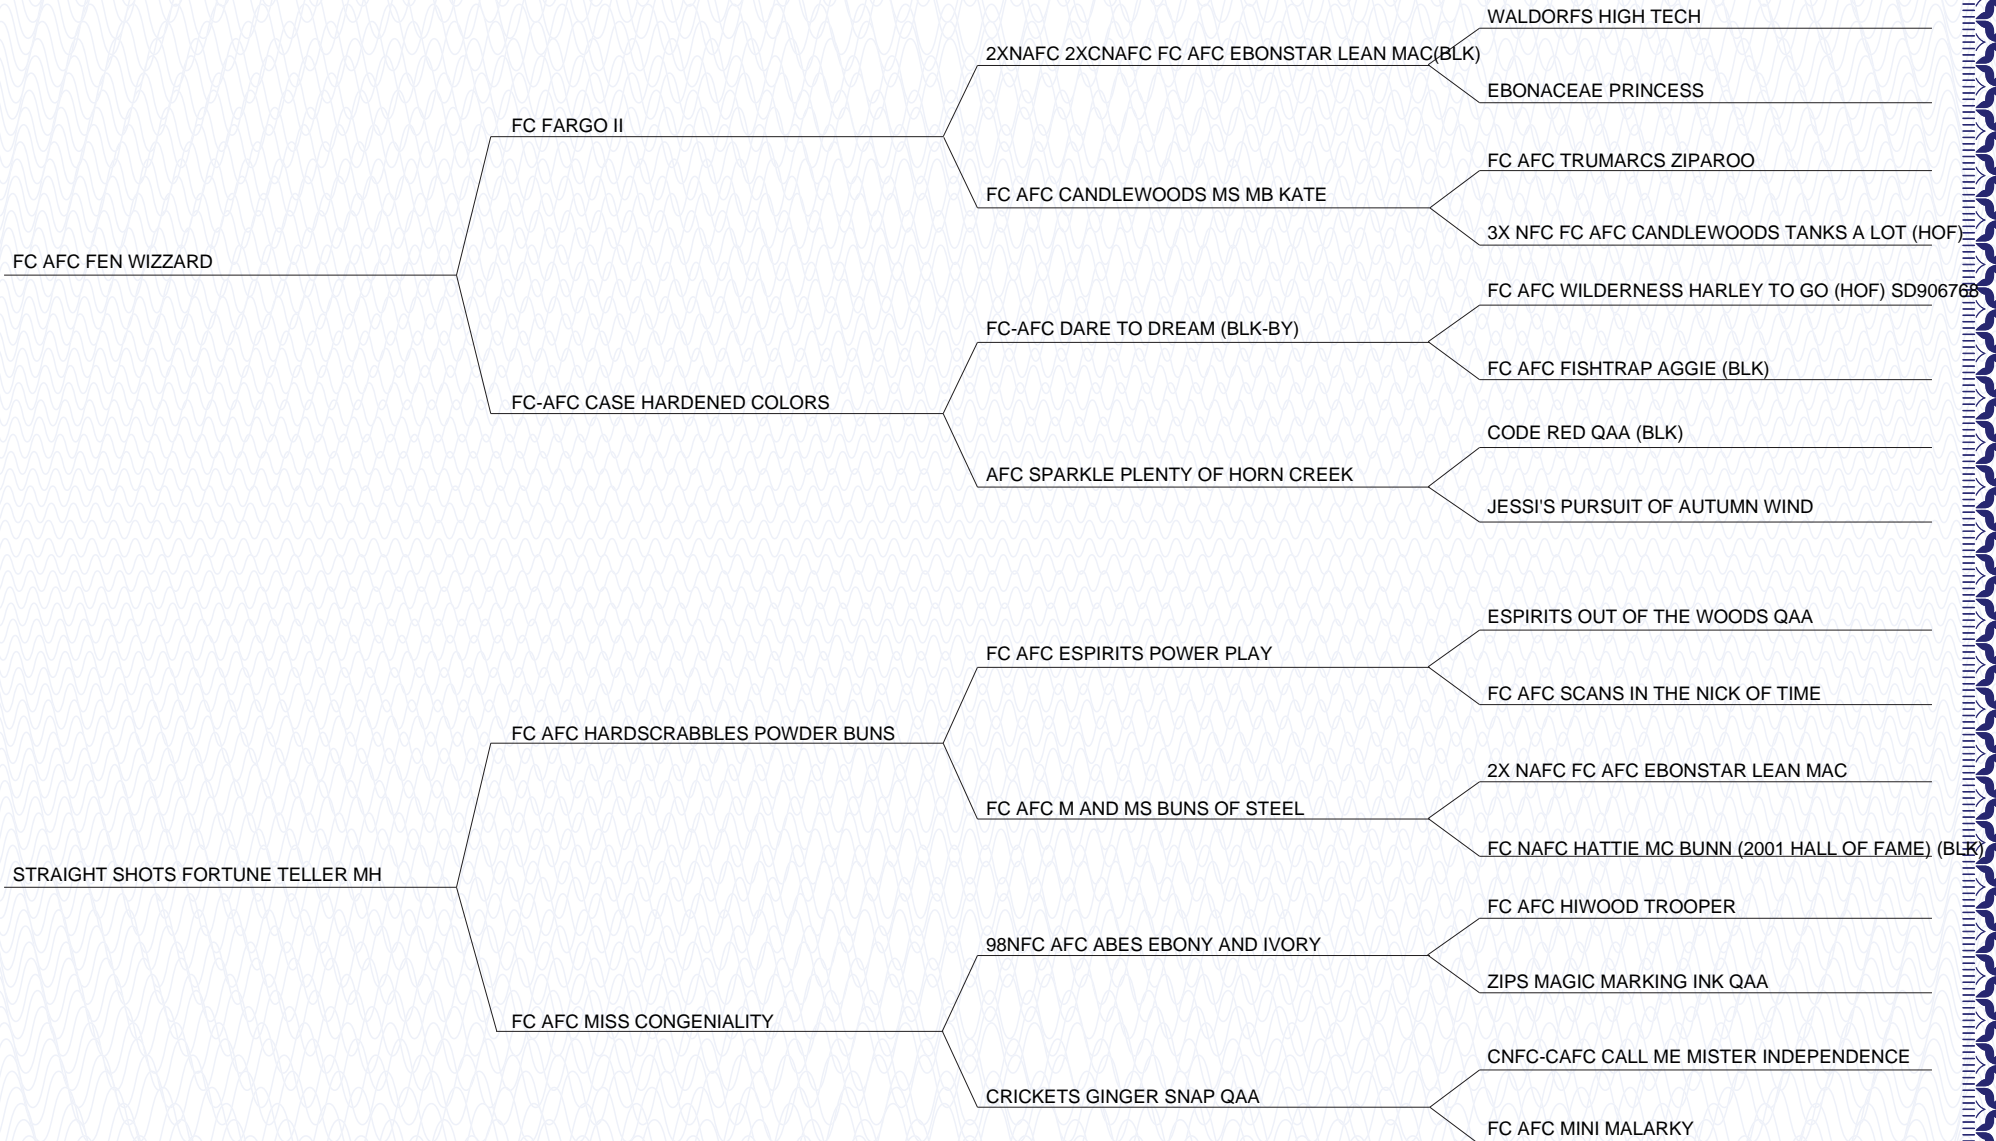 WALDORFS HIGH TECH
2XNAFC 2XCNAFC FC AFC EBONSTAR LEAN MAC(BLK)
EBONACEAE PRINCESS
FC FARGO II
FC AFC TRUMARCS ZIPAROO
FC AFC CANDLEWOODS MS MB KATE
3X NFC FC AFC CANDLEWOODS TANKS A LOT (HOF)
FC AFC FEN WIZZARD
FC AFC WILDERNESS HARLEY TO GO (HOF) SD906768
FC-AFC DARE TO DREAM (BLK-BY)
FC AFC FISHTRAP AGGIE (BLK)
FC-AFC CASE HARDENED COLORS
CODE RED QAA (BLK)
AFC SPARKLE PLENTY OF HORN CREEK
JESSI'S PURSUIT OF AUTUMN WIND
ESPIRITS OUT OF THE WOODS QAA
FC AFC ESPIRITS POWER PLAY
FC AFC SCANS IN THE NICK OF TIME
FC AFC HARDSCRABBLES POWDER BUNS
2X NAFC FC AFC EBONSTAR LEAN MAC
FC AFC M AND MS BUNS OF STEEL
FC NAFC HATTIE MC BUNN (2001 HALL OF FAME) (BLK)
STRAIGHT SHOTS FORTUNE TELLER MH
FC AFC HIWOOD TROOPER
98NFC AFC ABES EBONY AND IVORY
ZIPS MAGIC MARKING INK QAA
FC AFC MISS CONGENIALITY
CNFC-CAFC CALL ME MISTER INDEPENDENCE
CRICKETS GINGER SNAP QAA
FC AFC MINI MALARKY